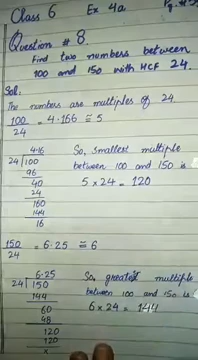 Class 6 Ex 4a
Question # 8.
Find two numbers between
100 and 150 with HCF 24.
Sol:
The numbers are multiples of 24
100/24 = 4.166 ≅ 5
4.16
24 | 100
96
40
24
160
144
16
So, smallest multiple
between 100 and 150 is
5 x 24 = 120
150/24 = 6.25 ≅ 6
6.25
24 | 150
144
60
48
120
120
x
So, greatest multiple
between 100 and 150 is
6 x 24 = 144